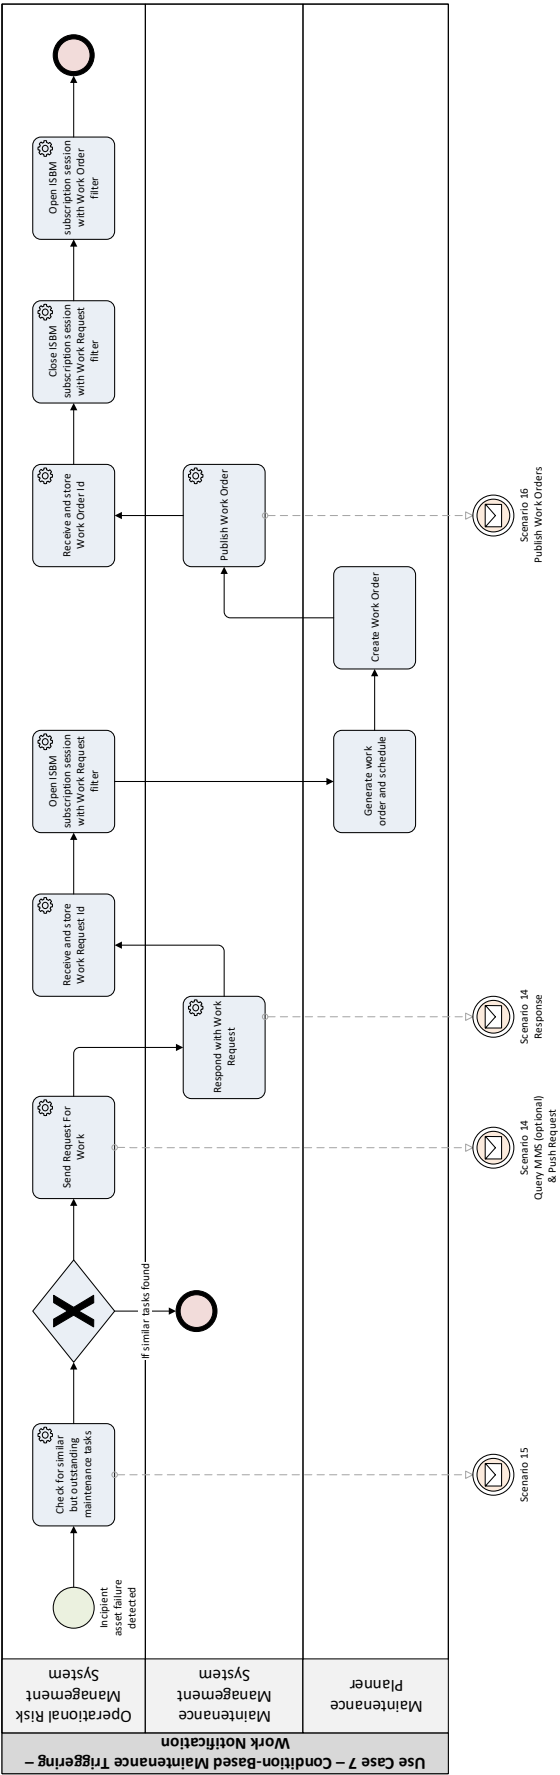 Use Case 7 – Condition-Based Maintenance Triggering –
Work Notification
Operational Risk
Management
System
Maintenance
Management
System
Maintenance
Planner
Incipient
asset failure
detected
Check for similar
but outstanding
maintenance tasks
If similar tasks found
Send Request For
Work
Respond with Work
Request
Receive and store
Work Request Id
Open ISBM
subscription session
with Work Request
filter
Generate work
order and schedule
Create Work Order
Publish Work Order
Receive and store
Work Order Id
Close ISBM
subscription session
with Work Request
filter
Open ISBM
subscription session
with Work Order
filter
Scenario 15
Scenario 14
Query MMS (optional)
& Push Request
Scenario 14
Response
Scenario 16
Publish Work Orders